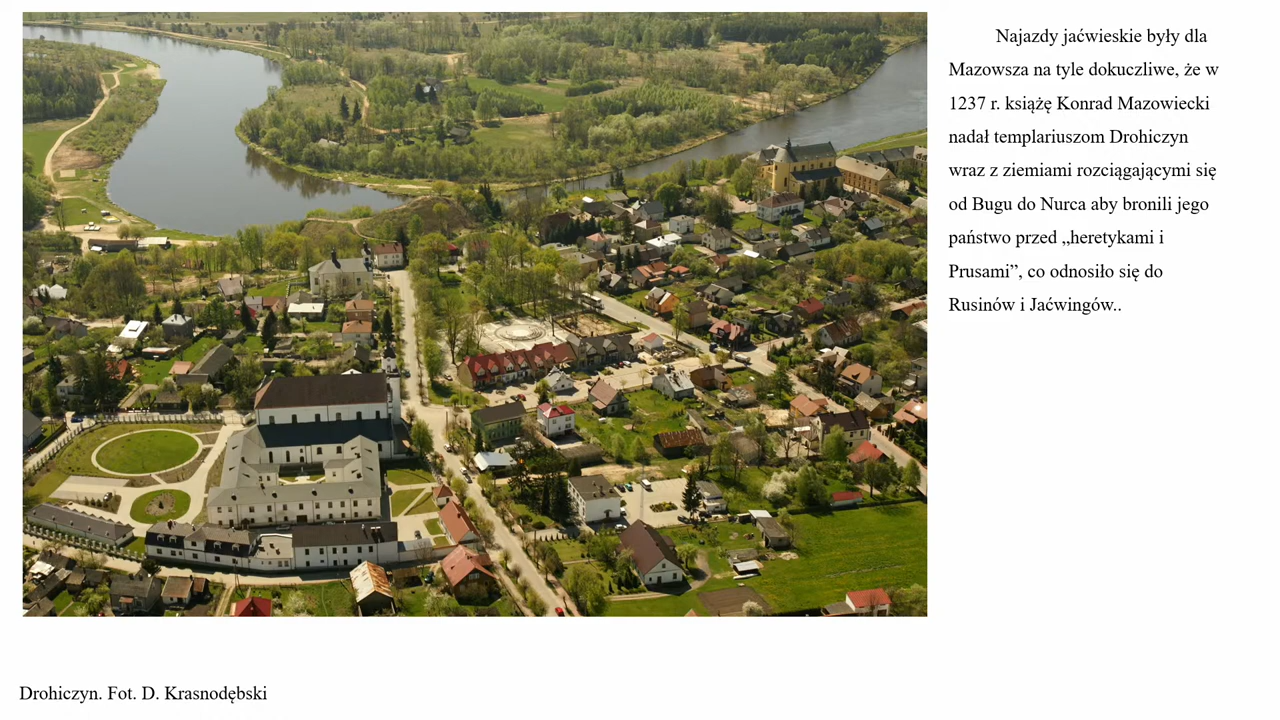 Najazdy jaćwieskie były dla
Mazowsza na tyle dokuczliwe, że w
1237 r. książę Konrad Mazowiecki
nadał templariuszom Drohiczyn
wraz z ziemiami rozciągającymi się
od Bugu do Nurca aby bronili jego
państwo przed „heretykami i
Prusami”, co odnosiło się do
Rusinów i Jaćwingów..
Drohiczyn. Fot. D. Krasnodębski